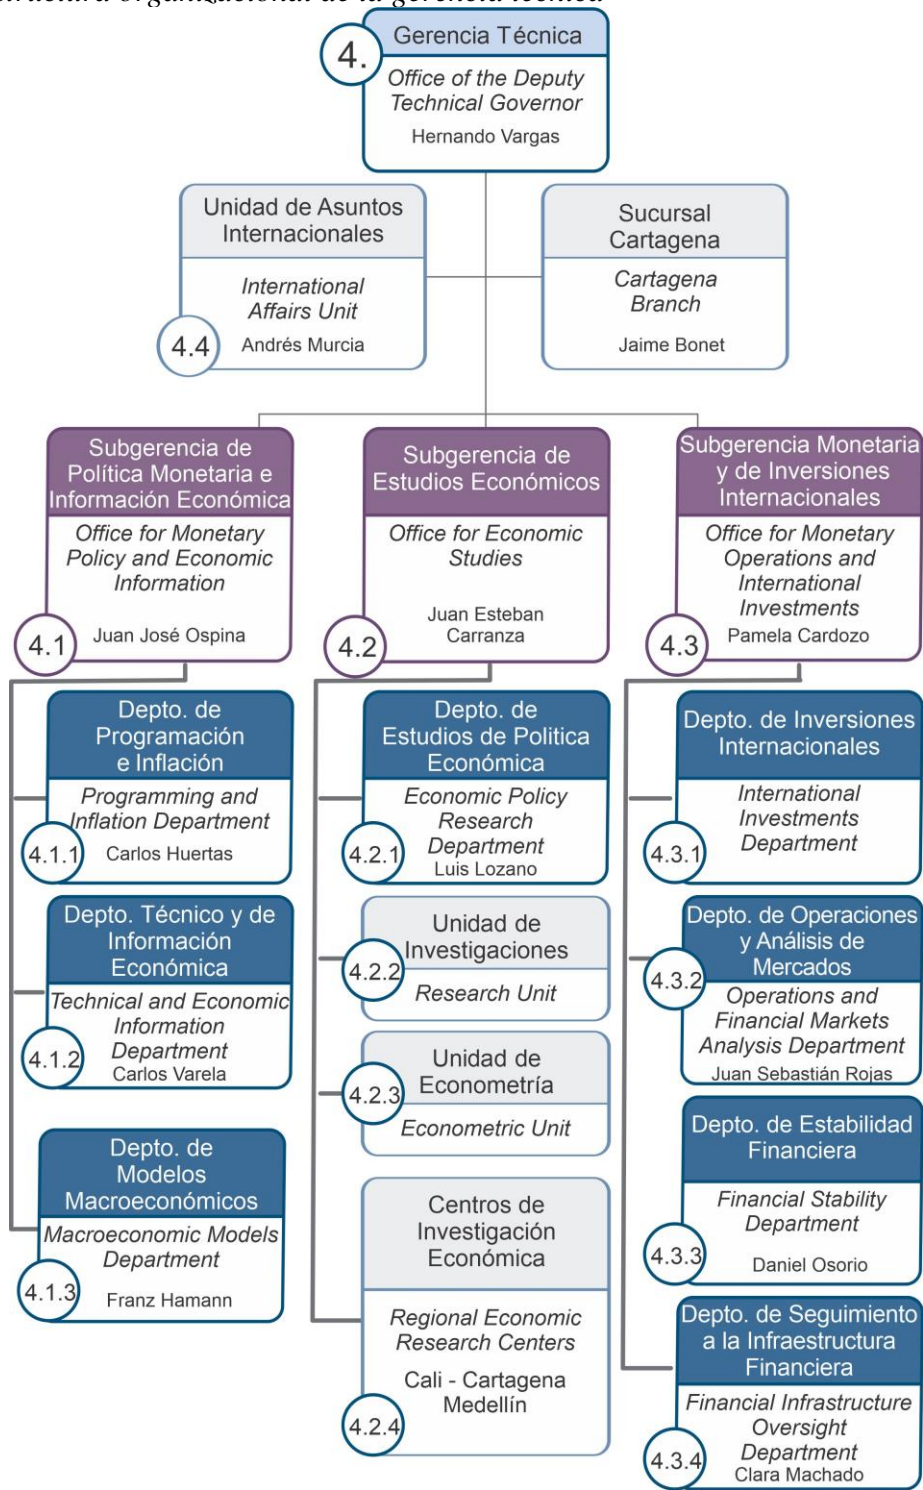 structura organizacional de la gerencia técnica
4.
Gerencia Técnica
Office of the Deputy
Technical Governor
Hernando Vargas
Unidad de Asuntos
Internacionales
International
Affairs Unit
4.4
Andrés Murcia
Sucursal
Cartagena
Cartagena
Branch
Jaime Bonet
Subgerencia de
Política Monetaria e
Información Económica
Office for Monetary
Policy and Economic
Information
4.1
Juan José Ospina
Depto. de
Programación
e Inflación
Programming and
Inflation Department
4.1.1
Carlos Huertas
Depto. Técnico y de
Información
Económica
Technical and Economic
Information
Department
4.1.2
Carlos Varela
Depto. de
Modelos
Macroeconómicos
Macroeconomic Models
Department
4.1.3
Franz Hamann
Subgerencia de
Estudios Económicos
Office for Economic
Studies
Juan Esteban
Carranza
4.2
Depto. de
Estudios de Politica
Económica
Economic Policy
Research
Department
4.2.1
Luis Lozano
Unidad de
Investigaciones
4.2.2
Research Unit
Unidad de
Econometría
4.2.3
Econometric Unit
Centros de
Investigación
Económica
Regional Economic
Research Centers
Cali - Cartagena
Medellín
4.2.4
Subgerencia Monetaria
y de Inversiones
Internacionales
Office for Monetary
Operations and
International
Investments
4.3
Pamela Cardozo
Depto. de Inversiones
Internacionales
International
Investments
Department
4.3.1
Depto. de Operaciones
y Análisis de
Mercados
4.3.2
Operations and
Financial Markets
Analysis Department
Juan Sebastián Rojas
Depto. de Estabilidad
Financiera
Financial Stability
Department
4.3.3
Daniel Osorio
Depto. de Seguimiento
a la Infraestructura
Financiera
Financial Infrastructure
Oversight
Department
4.3.4
Clara Machado